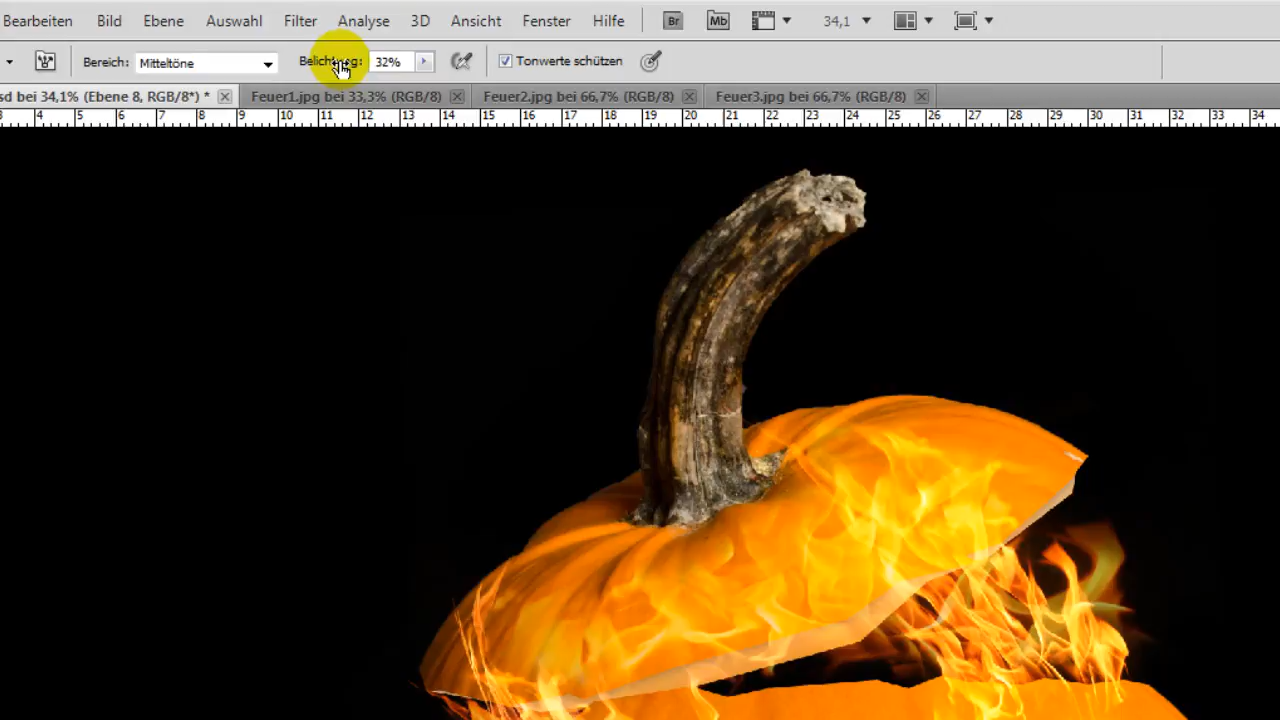 Bearbeiten Bild Ebene Auswahl Filter Analyse 3D Ansicht Fenster Hilfe Br Mb 34,1
Bereich: Mitteltöne 32% Tonwerte schützen
sd bei 34,1% (Ebene 8, RGB/8*) * Feuer1.jpg bei 33,3% (RGB/8) Feuer2.jpg bei 66,7% (RGB/8) Feuer3.jpg bei 66,7% (RGB/8)
3 4 5 6 7 8 9 10 11 12 13 14 15 16 17 18 19 20 21 22 23 24 25 26 27 28 29 30 31 32 33 34